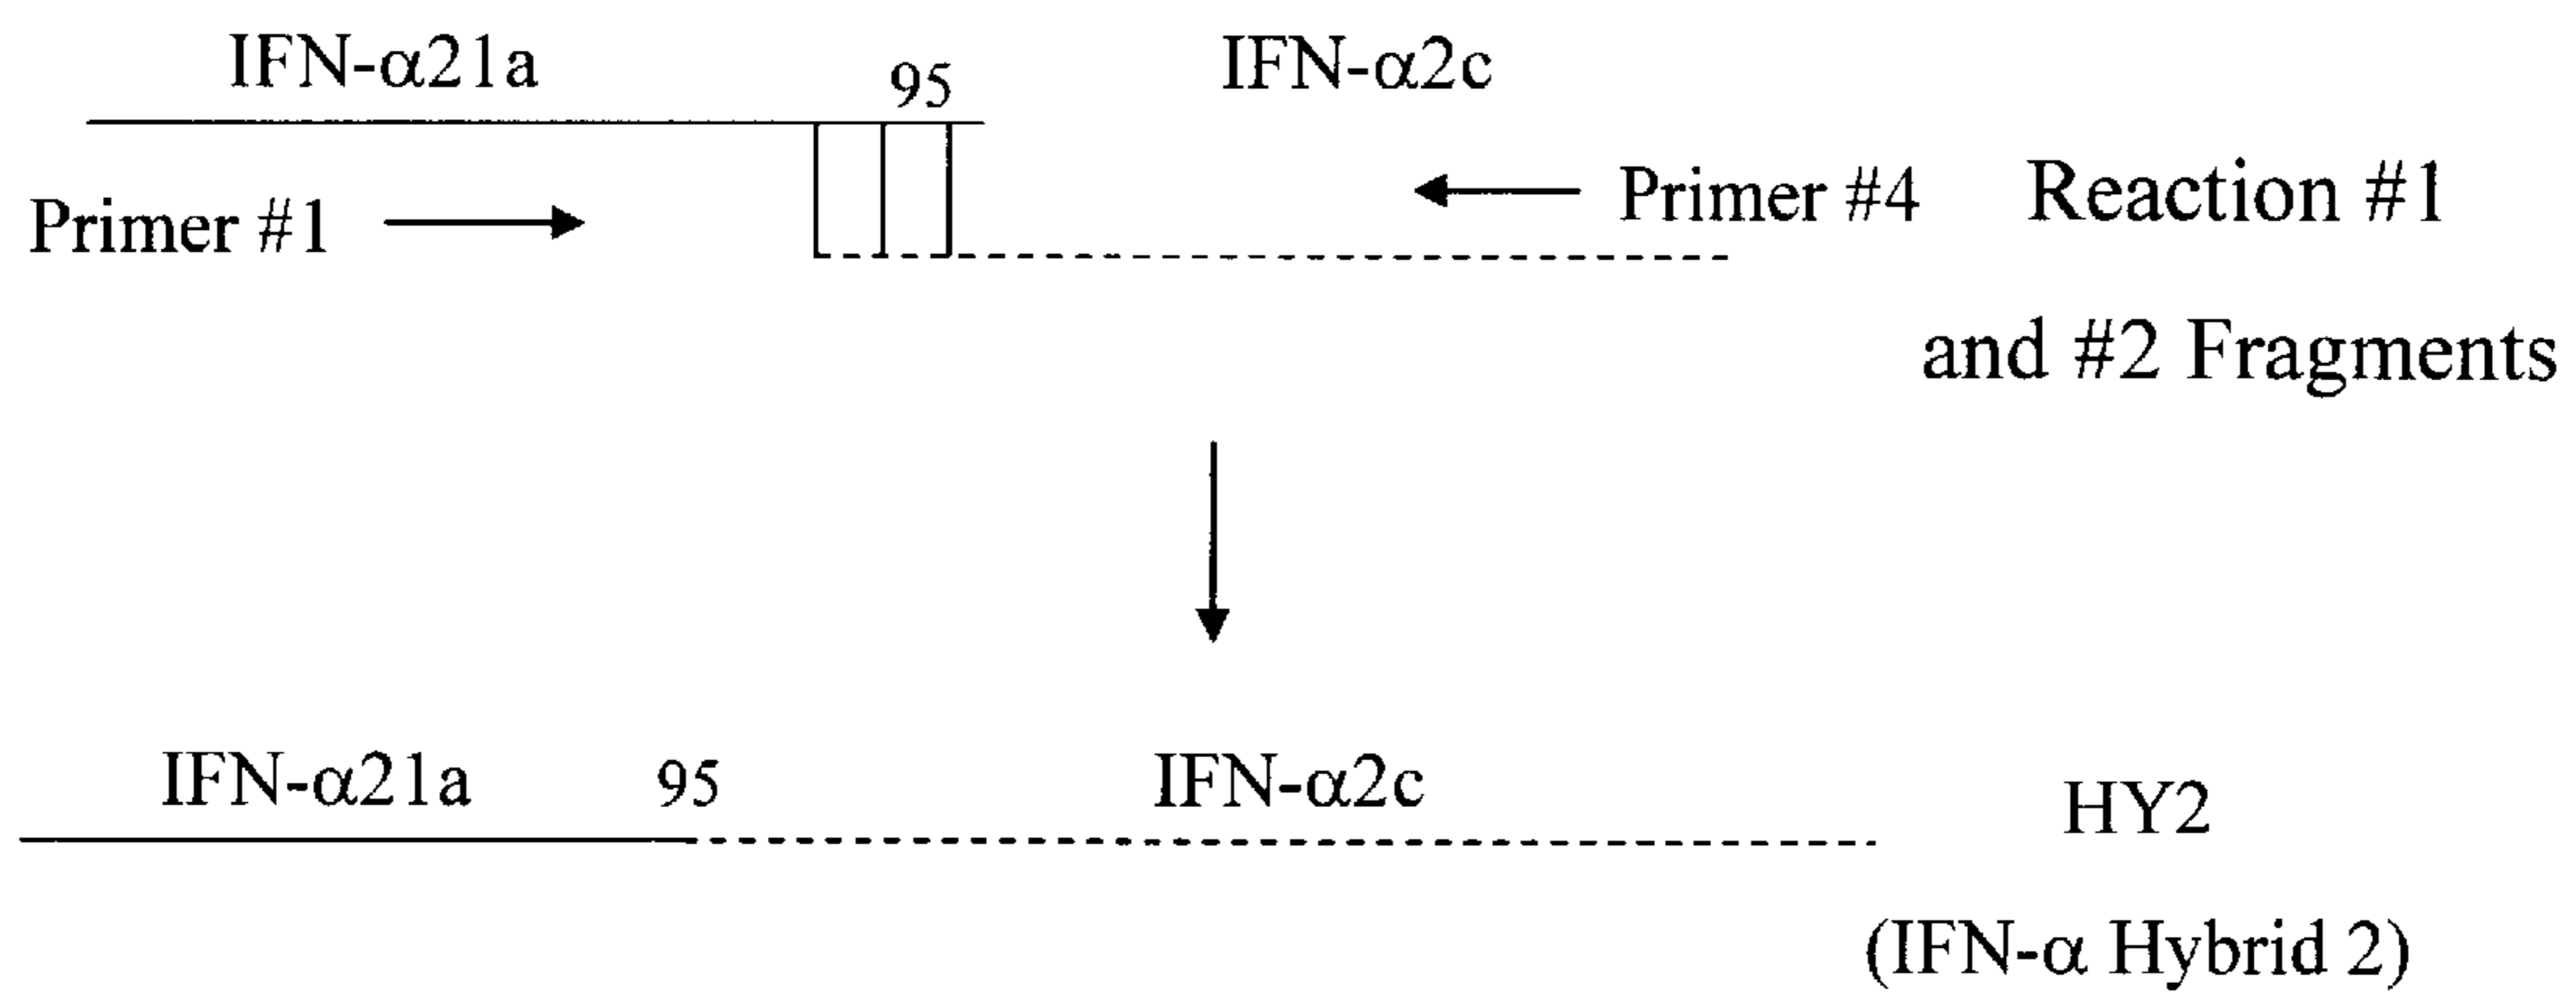 IFN-α21a 95 IFN-α2c
Primer #1 Primer #4 Reaction #1
and #2 Fragments
IFN-α21a 95 IFN-α2c HY2
(IFN-α Hybrid 2)